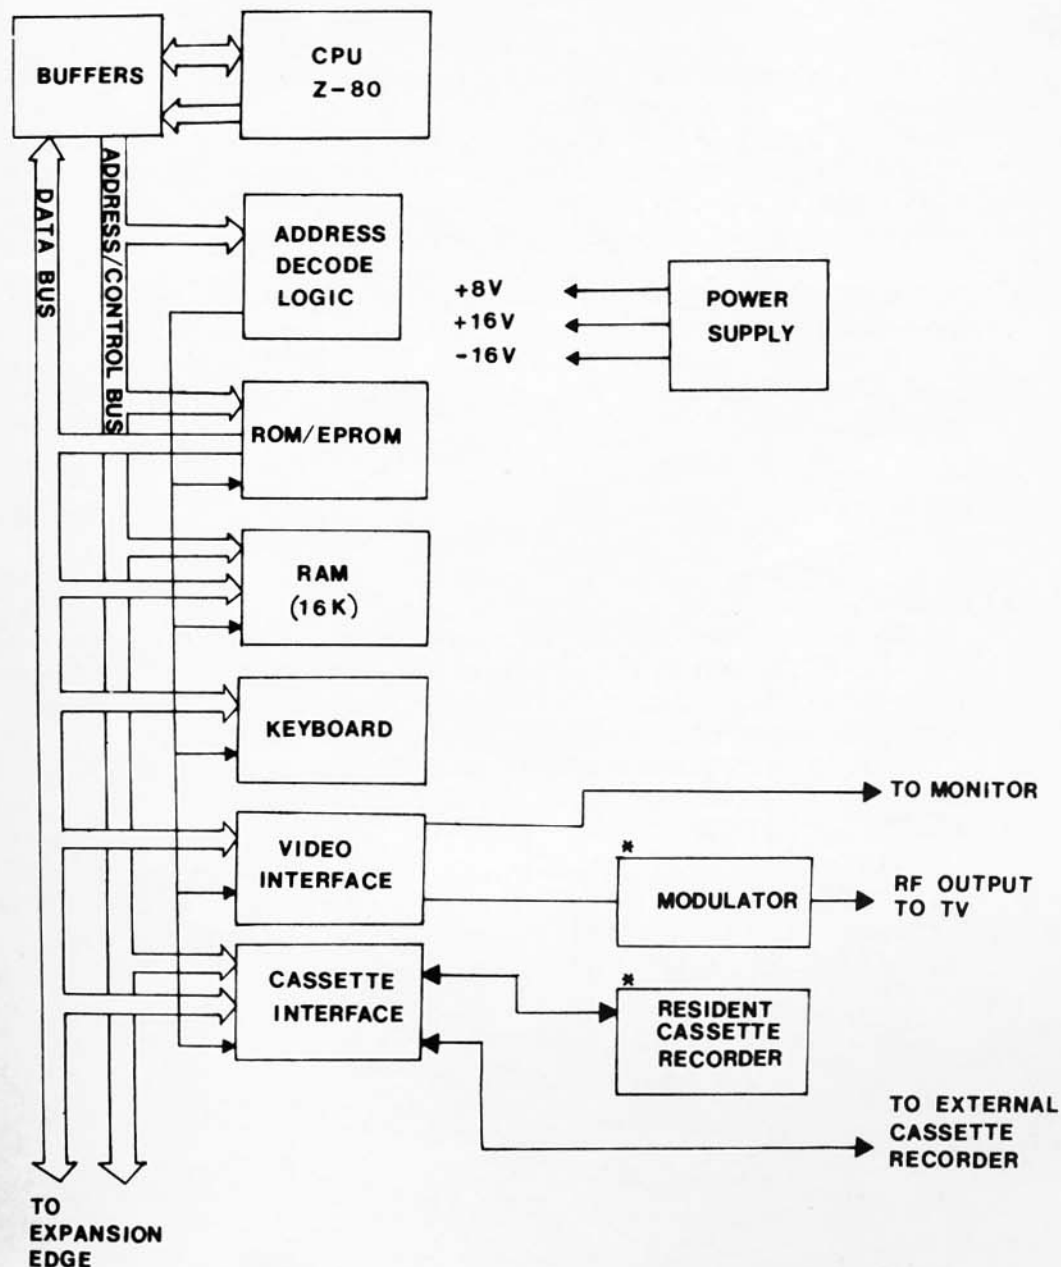 BUFFERS
CPU
Z-80
DATA BUS
ADDRESS/CONTROL BUS
ADDRESS
DECODE
LOGIC
+8V
+16V
-16V
POWER
SUPPLY
ROM/EPROM
RAM
(16K)
KEYBOARD
VIDEO
INTERFACE
TO MONITOR
*
MODULATOR
RF OUTPUT
TO TV
CASSETTE
INTERFACE
*
RESIDENT
CASSETTE
RECORDER
TO EXTERNAL
CASSETTE
RECORDER
TO
EXPANSION
EDGE